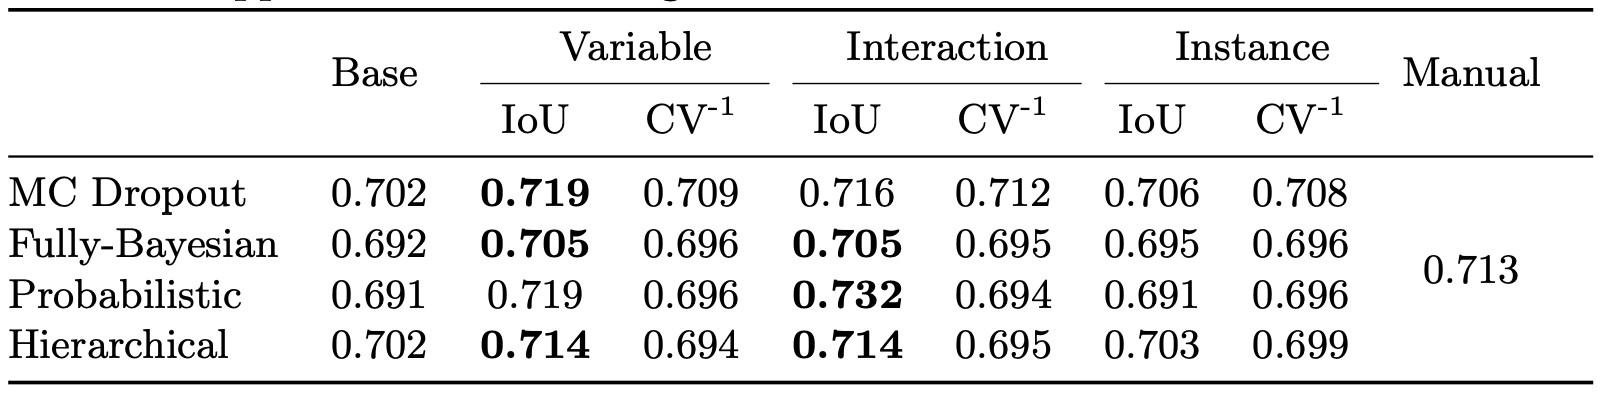 Variable Interaction Instance
Base Manual
IoU CV-1 IoU CV-1 IoU CV-1
MC Dropout 0.702 0.719 0.709 0.716 0.712 0.706 0.708
Fully-Bayesian 0.692 0.705 0.696 0.705 0.695 0.695 0.696
0.713
Probabilistic 0.691 0.719 0.696 0.732 0.694 0.691 0.696
Hierarchical 0.702 0.714 0.694 0.714 0.695 0.703 0.699